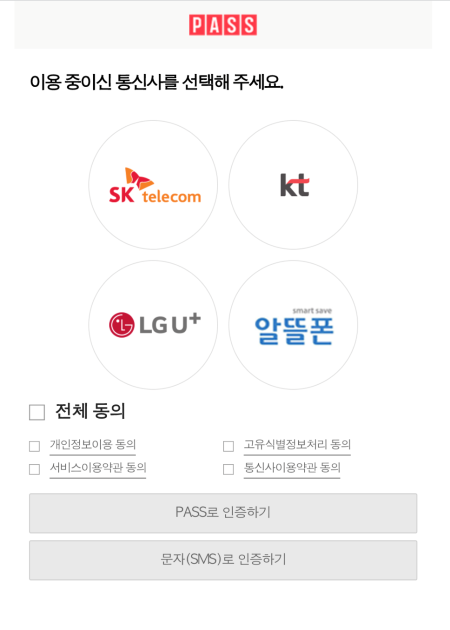 PASS
이용 중이신 통신사를 선택해 주세요.
SK telecom
kt
LG U+
smart save
알뜰폰
전체 동의
개인정보이용 동의
고유식별정보처리 동의
서비스이용약관 동의
통신사이용약관 동의
PASS로 인증하기
문자(SMS)로 인증하기